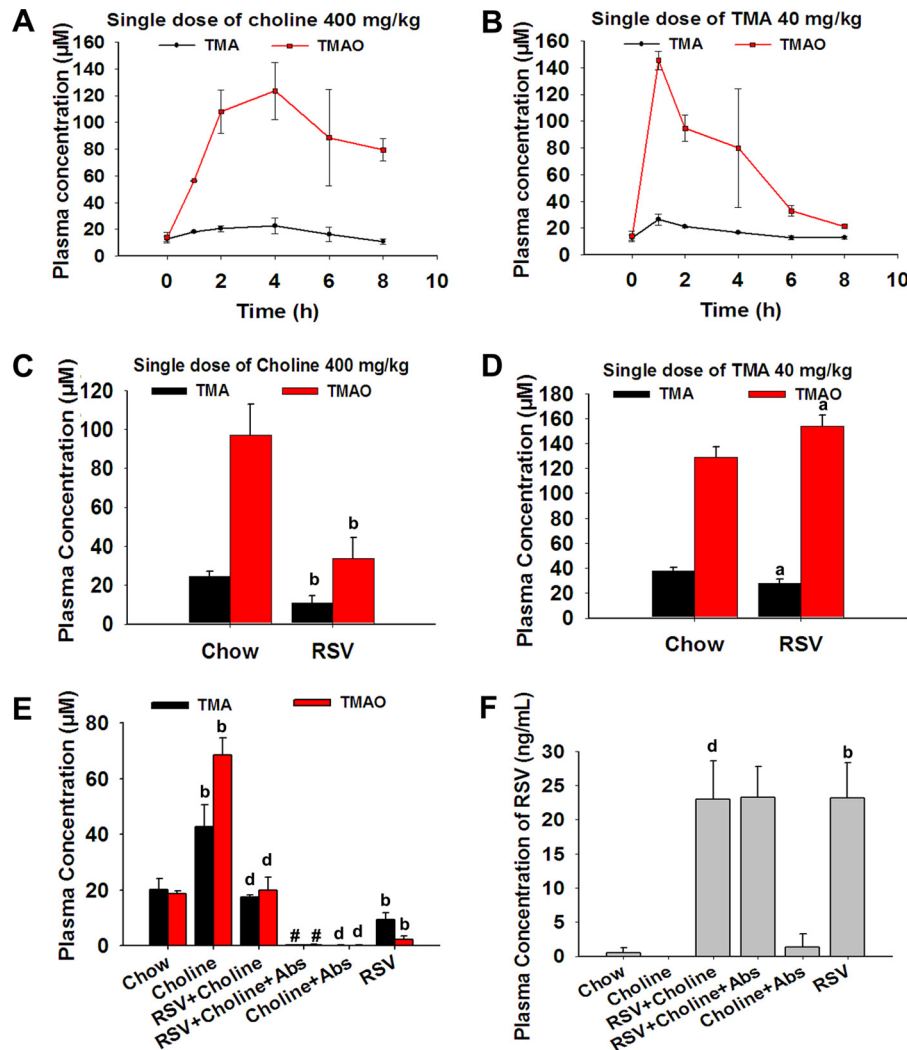 A
Single dose of choline 400 mg/kg
TMA TMAO
Plasma concentration (µM)
160
140
120
100
80
60
40
20
0
0 2 4 6 8 10
Time (h)
B
Single dose of TMA 40 mg/kg
TMA TMAO
Plasma concentration (µM)
160
140
120
100
80
60
40
20
0
0 2 4 6 8 10
Time (h)
C
Single dose of Choline 400 mg/kg
TMA TMAO
Plasma Concentration (µM)
120
100
80
60
40
20
0
b b
Chow RSV
D
Single dose of TMA 40 mg/kg
TMA TMAO
Plasma Concentration (µM)
180
160
140
120
100
80
60
40
20
0
a a
Chow RSV
E
TMA TMAO
Plasma Concentration (µM)
80
60
40
20
0
b b d d # # d d b b
Chow
Choline
RSV+Choline
RSV+Choline+Abs
Choline+Abs
RSV
F
Plasma Concentration of RSV (ng/mL)
30
25
20
15
10
5
0
d b
Chow
Choline
RSV+Choline
RSV+Choline+Abs
Choline+Abs
RSV